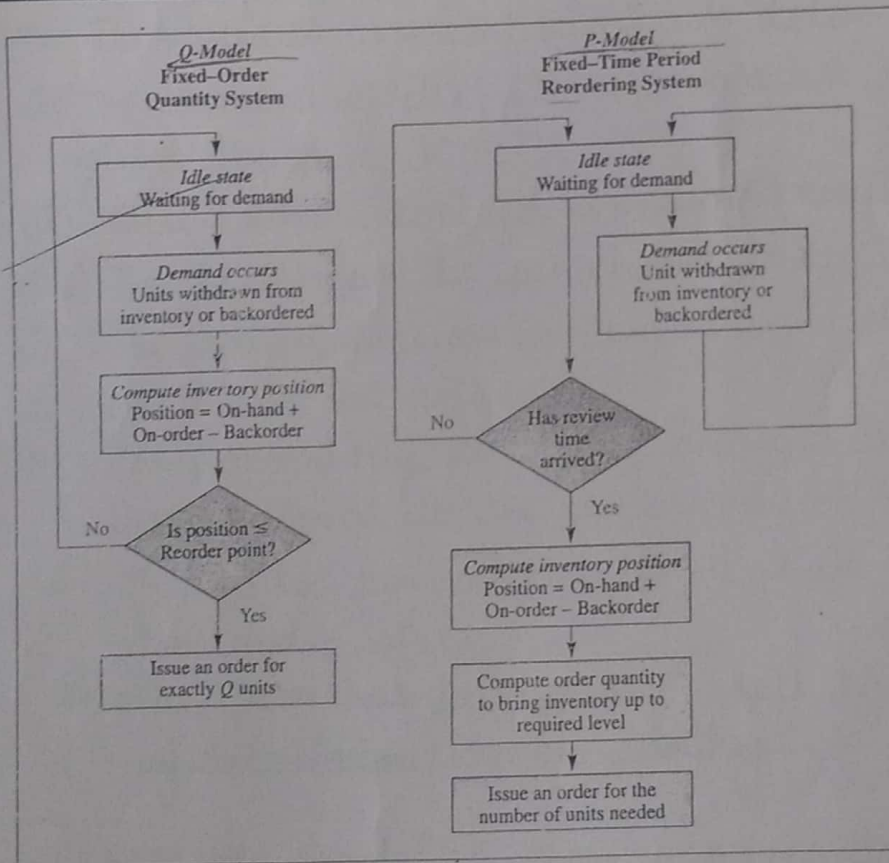 Q-Model
Fixed–Order
Quantity System
Idle state
Waiting for demand
Demand occurs
Units withdrawn from
inventory or backordered
Compute inventory position
Position = On-hand +
On-order – Backorder
Is position ≤
Reorder point?
No
Yes
Issue an order for
exactly Q units
P-Model
Fixed–Time Period
Reordering System
Idle state
Waiting for demand
Demand occurs
Unit withdrawn
from inventory or
backordered
Has review
time
arrived?
No
Yes
Compute inventory position
Position = On-hand +
On-order – Backorder
Compute order quantity
to bring inventory up to
required level
Issue an order for the
number of units needed